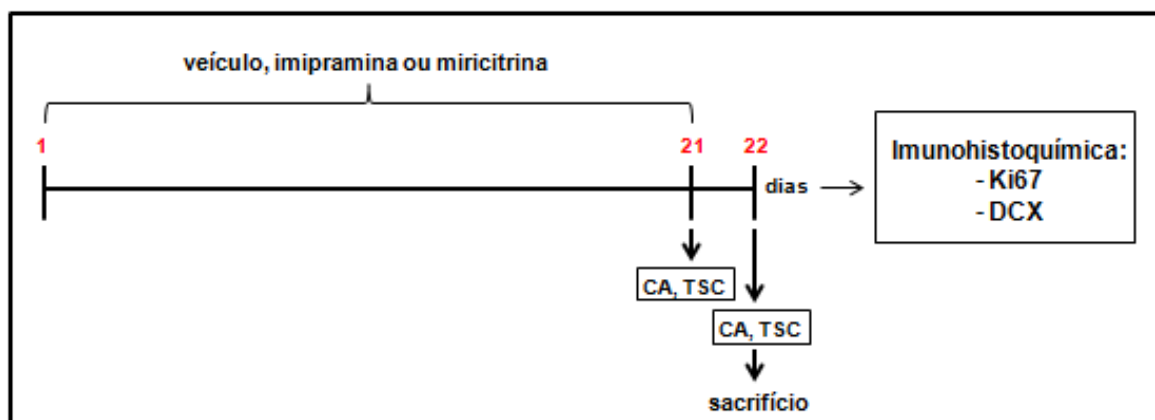 veículo, imipramina ou miricitrina
1
21
22
dias
Imunohistoquímica:
- Ki67
- DCX
CA, TSC
CA, TSC
sacrifício